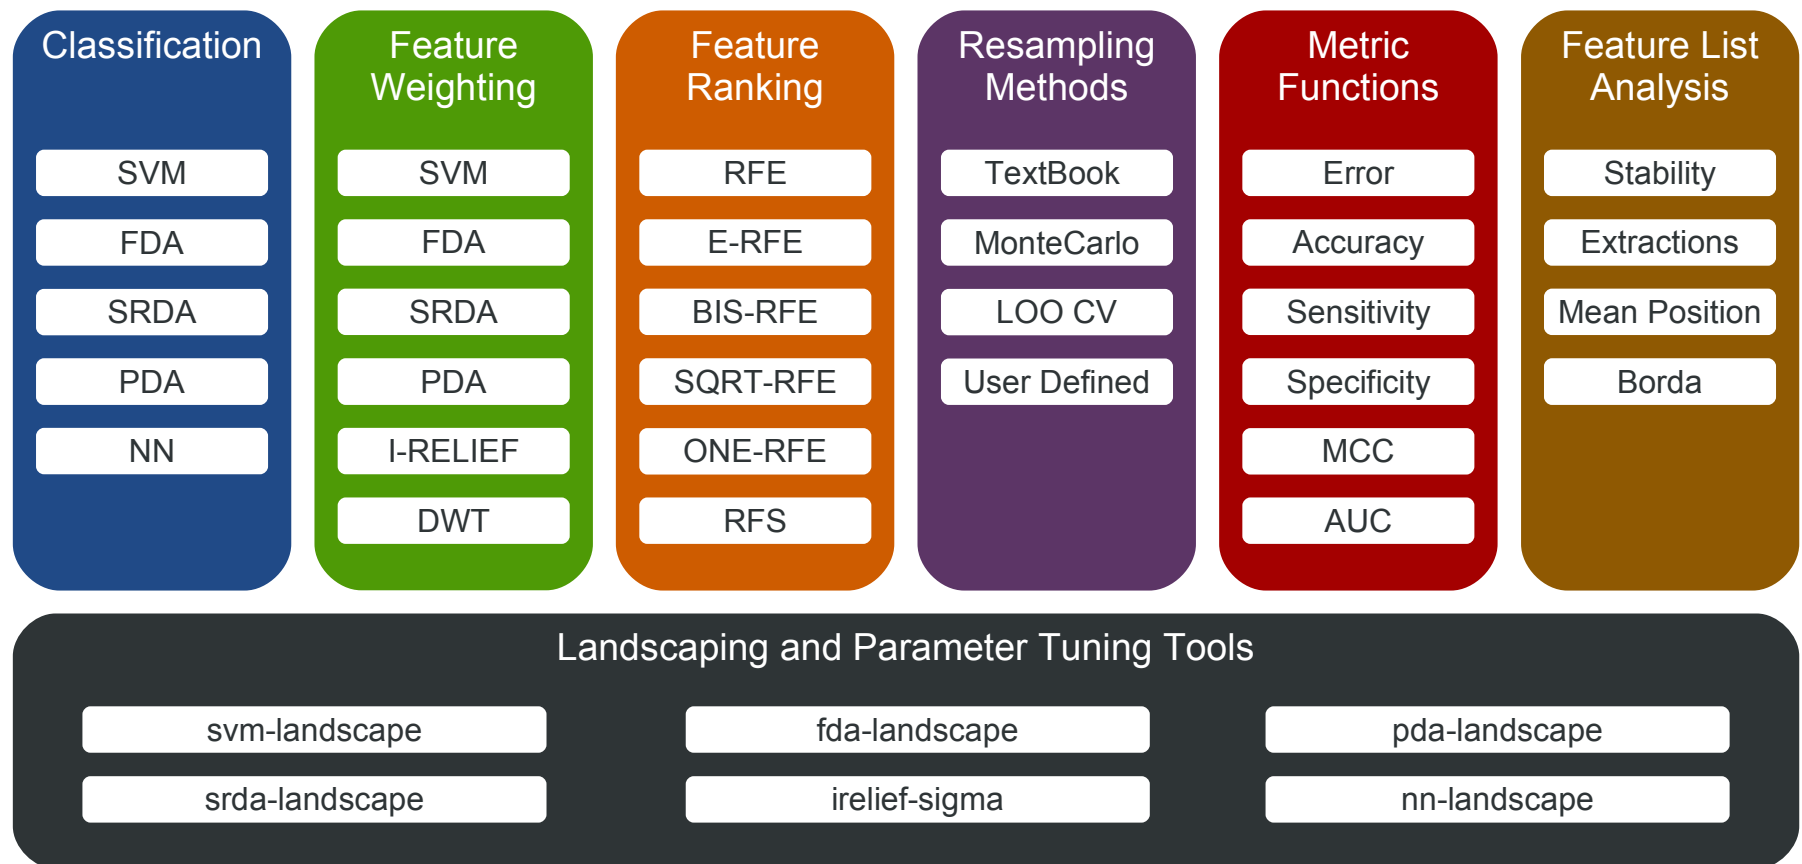 Classification
SVM
FDA
SRDA
PDA
NN
Feature
Weighting
SVM
FDA
SRDA
PDA
I-RELIEF
DWT
Feature
Ranking
RFE
E-RFE
BIS-RFE
SQRT-RFE
ONE-RFE
RFS
Resampling
Methods
TextBook
MonteCarlo
LOO CV
User Defined
Metric
Functions
Error
Accuracy
Sensitivity
Specificity
MCC
AUC
Feature List
Analysis
Stability
Extractions
Mean Position
Borda
Landscaping and Parameter Tuning Tools
svm-landscape
fda-landscape
pda-landscape
srda-landscape
irelief-sigma
nn-landscape